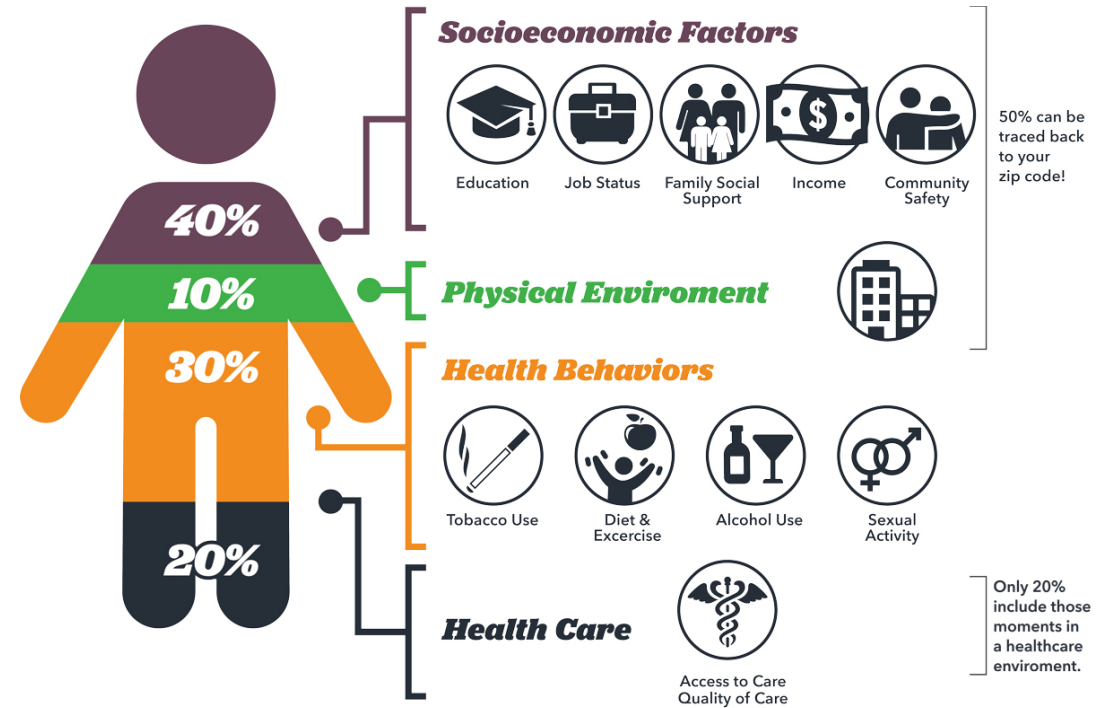 Socioeconomic Factors
Education
Job Status
Family Social
Support
Income
Community
Safety
50% can be
traced back
to your
zip code!
40%
10%
Physical Enviroment
30%
Health Behaviors
Tobacco Use
Diet &
Excercise
Alcohol Use
Sexual
Activity
20%
Health Care
Access to Care
Quality of Care
Only 20%
include those
moments in
a healthcare
enviroment.
$